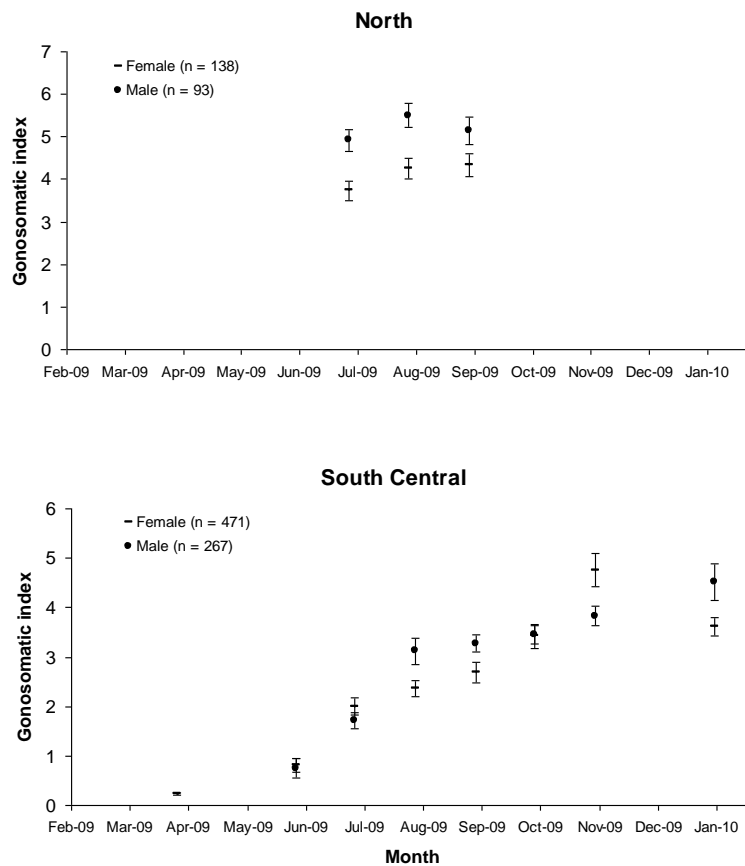 North
7
6
5
4
3
2
1
0
Gonosomatic index
Female (n = 138)
Male (n = 93)
Feb-09 Mar-09 Apr-09 May-09 Jun-09 Jul-09 Aug-09 Sep-09 Oct-09 Nov-09 Dec-09 Jan-10
South Central
6
5
4
3
2
1
0
Gonosomatic index
Female (n = 471)
Male (n = 267)
Feb-09 Mar-09 Apr-09 May-09 Jun-09 Jul-09 Aug-09 Sep-09 Oct-09 Nov-09 Dec-09 Jan-10
Month